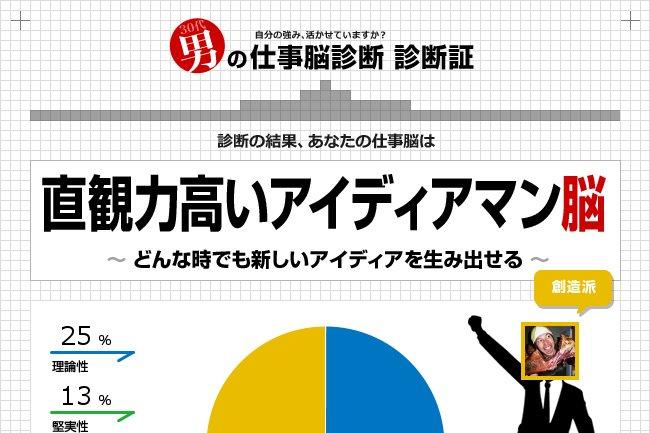 自分の強み、活かせていますか?
30代
男の仕事脳診断 診断証
診断の結果、あなたの仕事脳は
直観力高いアイディアマン脳
～ どんな時でも新しいアイディアを生み出せる ～
創造派
25 %
理論性
13 %
堅実性